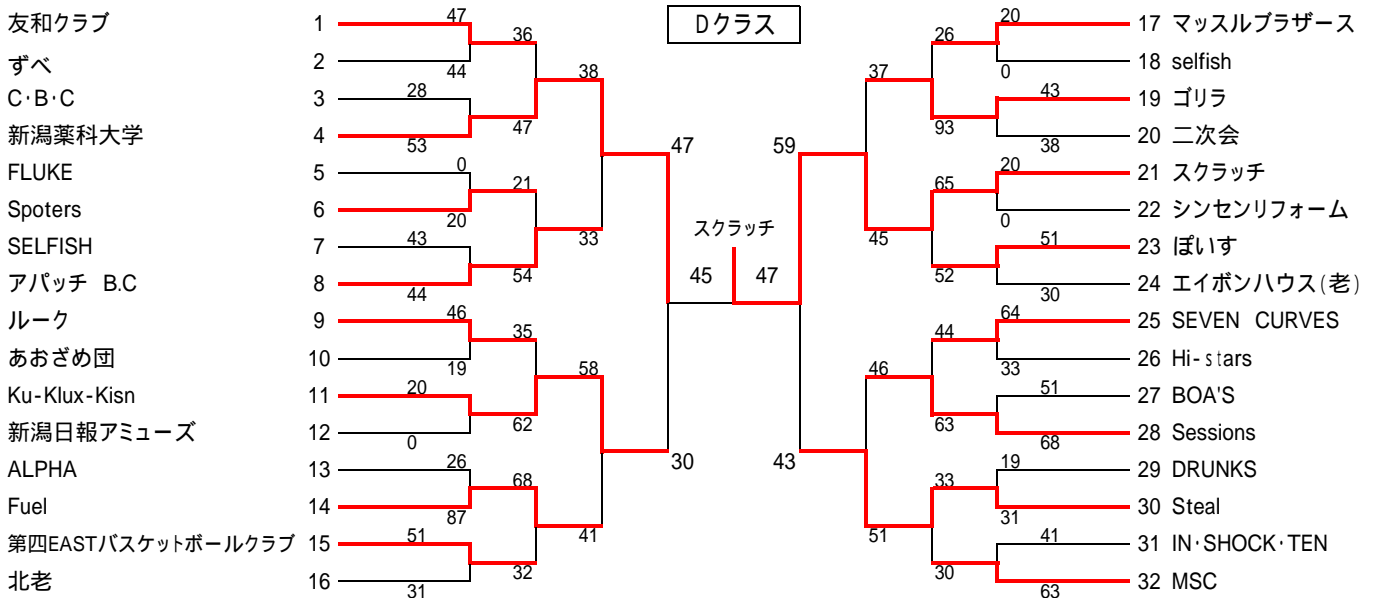 Dクラス
友和クラブ 1 47
ずべ 2 44
36
C・B・C 3 28
新潟薬科大学 4 53
47
38
FLUKE 5 0
Spoters 6 20
21
SELFISH 7 43
アパッチ B.C 8 44
54
33
47
ルーク 9 46
あおざめ団 10 19
35
Ku-Klux-Kisn 11 20
新潟日報アミューズ 12 0
62
58
ALPHA 13 26
Fuel 14 87
68
第四EASTバスケットボールクラブ 15 51
北老 16 31
32
41
30
スクラッチ
45 47
20 17 マッスルブラザース
0 18 selfish
26
43 19 ゴリラ
38 20 二次会
93
37
20 21 スクラッチ
0 22 シンセンリフォーム
65
51 23 ぽいす
30 24 エイボンハウス(老)
52
45
59
64 25 SEVEN CURVES
33 26 Hi-stars
44
51 27 BOA'S
68 28 Sessions
63
46
19 29 DRUNKS
31 30 Steal
33
41 31 IN・SHOCK・TEN
63 32 MSC
30
51
43